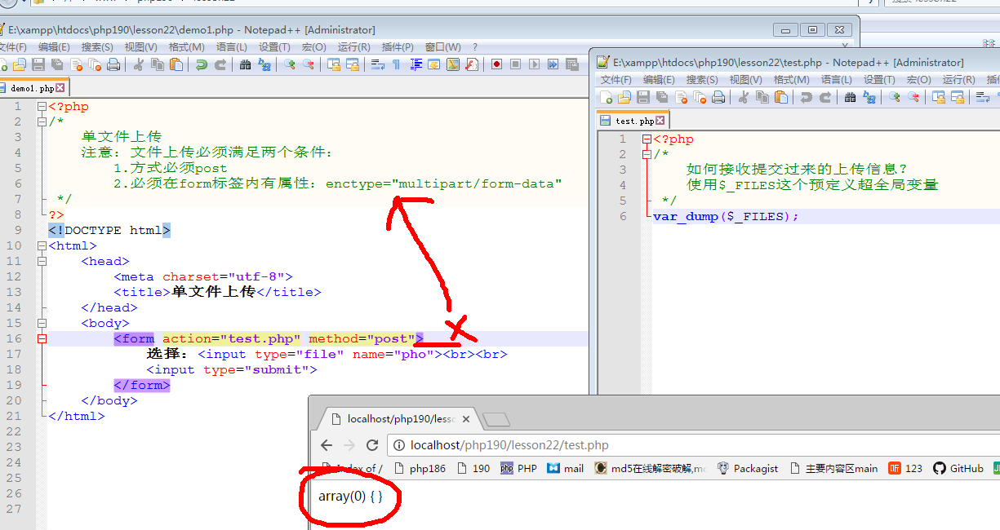 E:\xampp\htdocs\php190\lesson22\demo1.php - Notepad++ [Administrator]
文件(F) 编辑(E) 搜索(S) 视图(V) 格式(M) 语言(L) 设置(T) 宏(O) 运行(R) 插件(P) 窗口(W) ?
demo1.php
1 <?php
2 /*
3 单文件上传
4 注意：文件上传必须满足两个条件：
5 1.方式必须post
6 2.必须在form标签内有属性：enctype="multipart/form-data"
7 */
8 ?>
9 <!DOCTYPE html>
10 <html>
11 <head>
12 <meta charset="utf-8">
13 <title>单文件上传</title>
14 </head>
15 <body>
16 <form action="test.php" method="post">
17 选择：<input type="file" name="pho"><br><br>
18 <input type="submit">
19 </form>
20 </body>
21 </html>
22
23
24
25
26
27
E:\xampp\htdocs\php190\lesson22\test.php - Notepad++ [Administrator]
文件(F) 编辑(E) 搜索(S) 视图(V) 格式(M) 语言(L) 设置(T) 宏(O) 运行(R)
test.php
1 <?php
2 /*
3 如何接收提交过来的上传信息？
4 使用$_FILES这个预定义超全局变量
5 */
6 var_dump($_FILES);
localhost/php190/less
localhost/php190/lesson22/test.php
Index of / php186 190 php PHP mail md5在线解密破解,m Packagist 主要内容区main 123 GitHub
array(0) { }